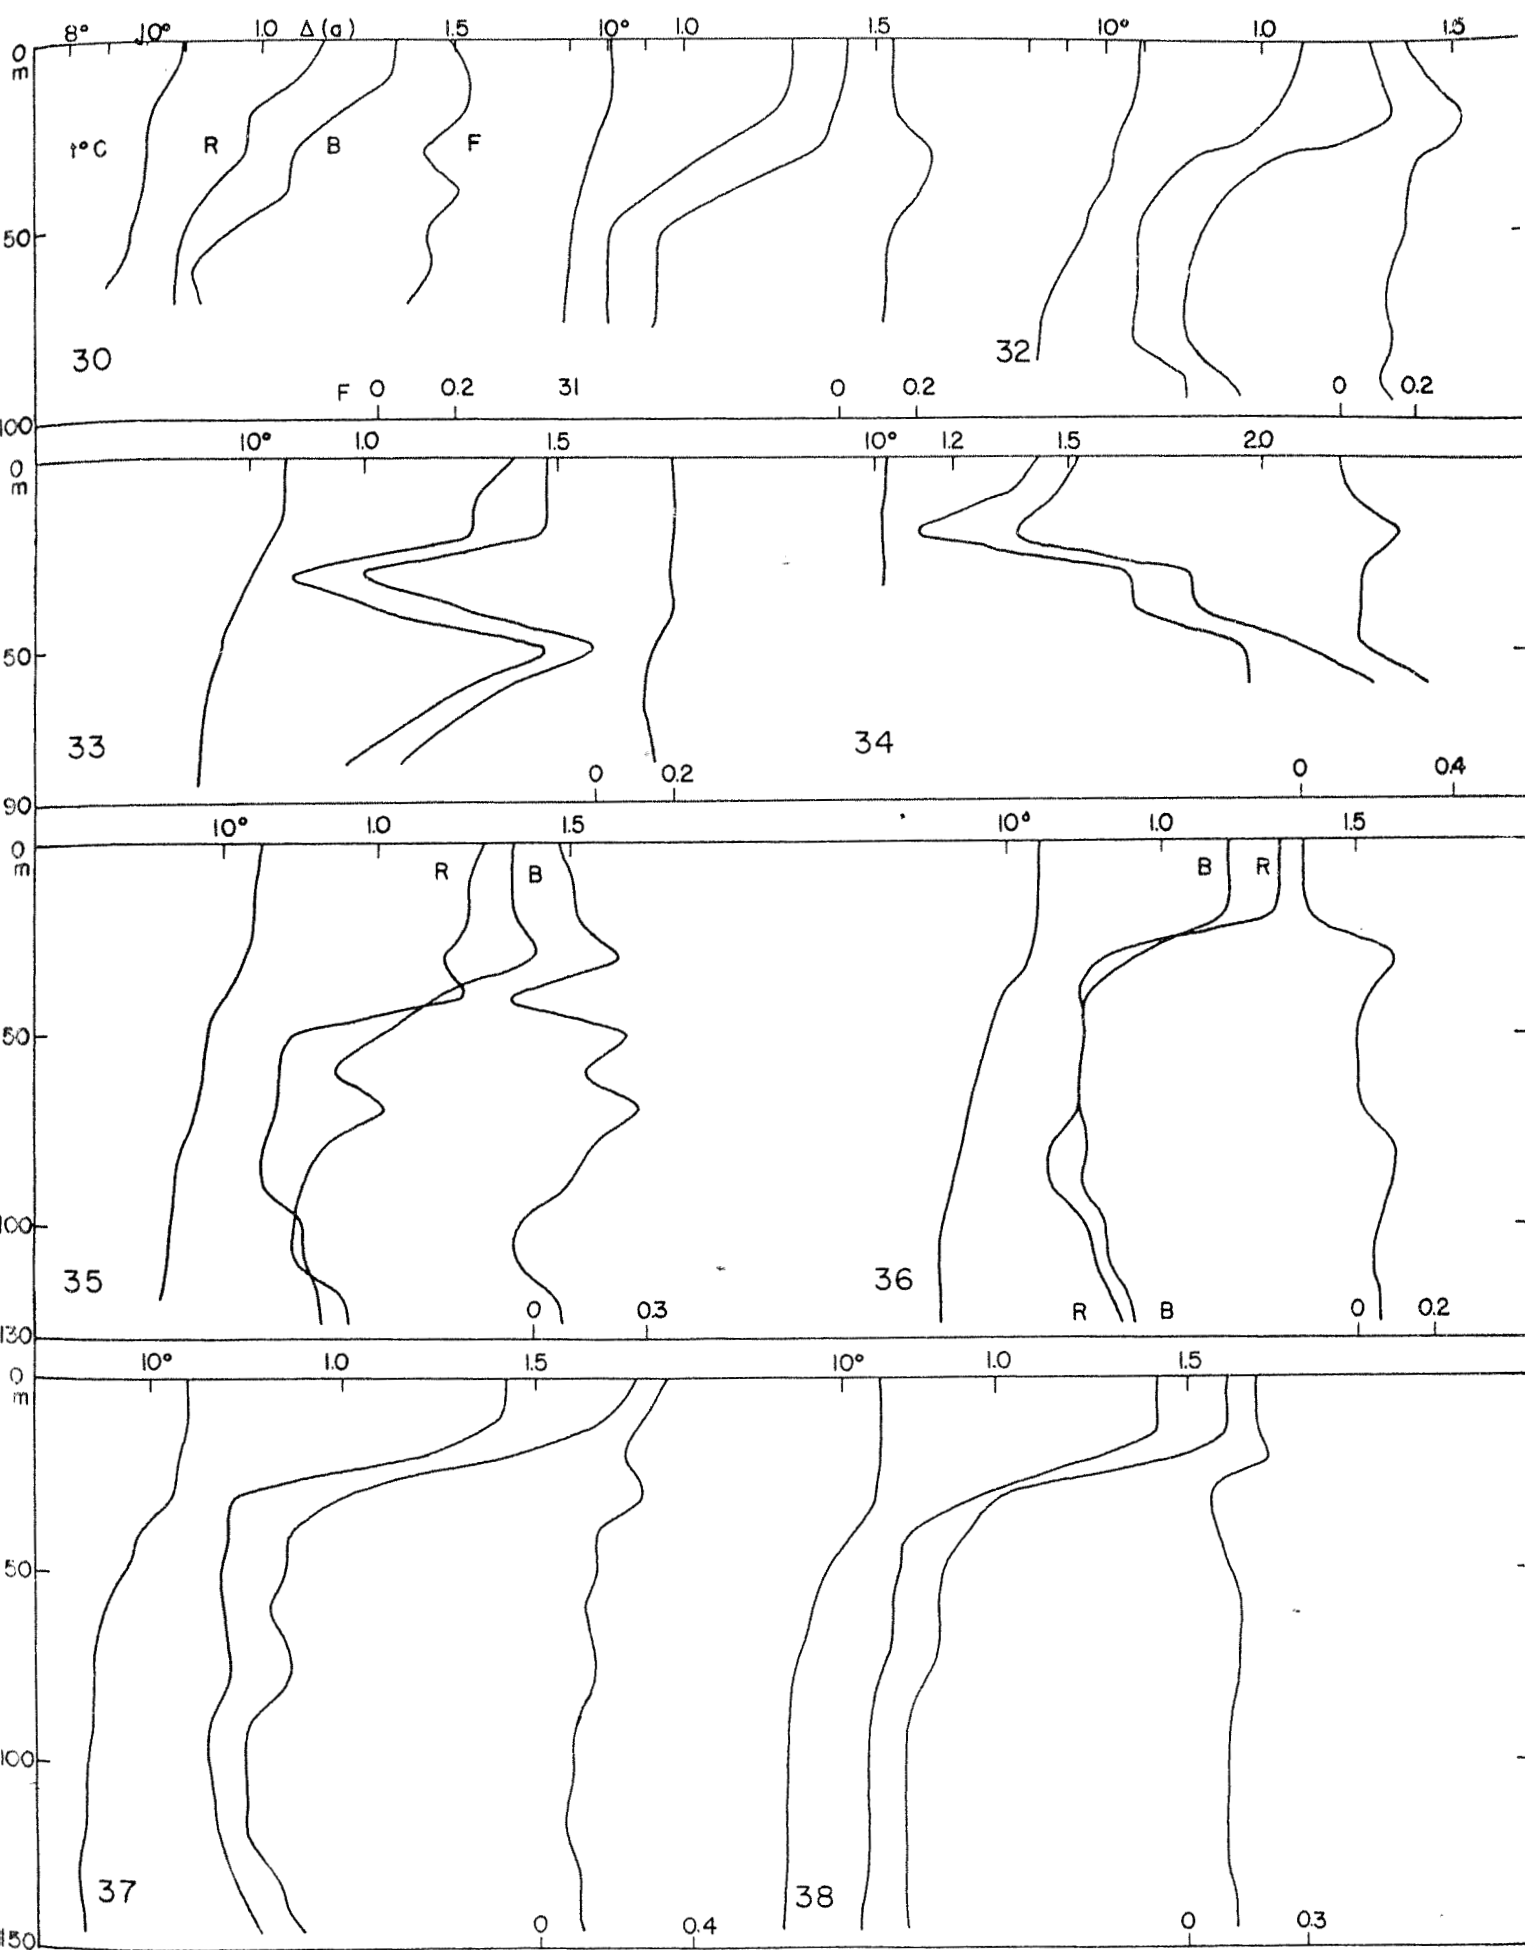 8° 10° 1.0 Δ(a) 1.5 10° 1.0 1.5 10° 1.0 1.5
0
m
t°C R B F
50
30 32
F 0 0.2 31 0 0.2 0 0.2
100
10° 1.0 1.5 10° 1.2 1.5 2.0
0
m
50
33 34
0 0.2 0 0.4
90
10° 1.0 1.5 10° 1.0 1.5
0
m
R B B R
50
100
35 36
0 0.3 R B 0 0.2
130
10° 1.0 1.5 10° 1.0 1.5
0
m
50
100
37 38
0 0.4 0 0.3
150